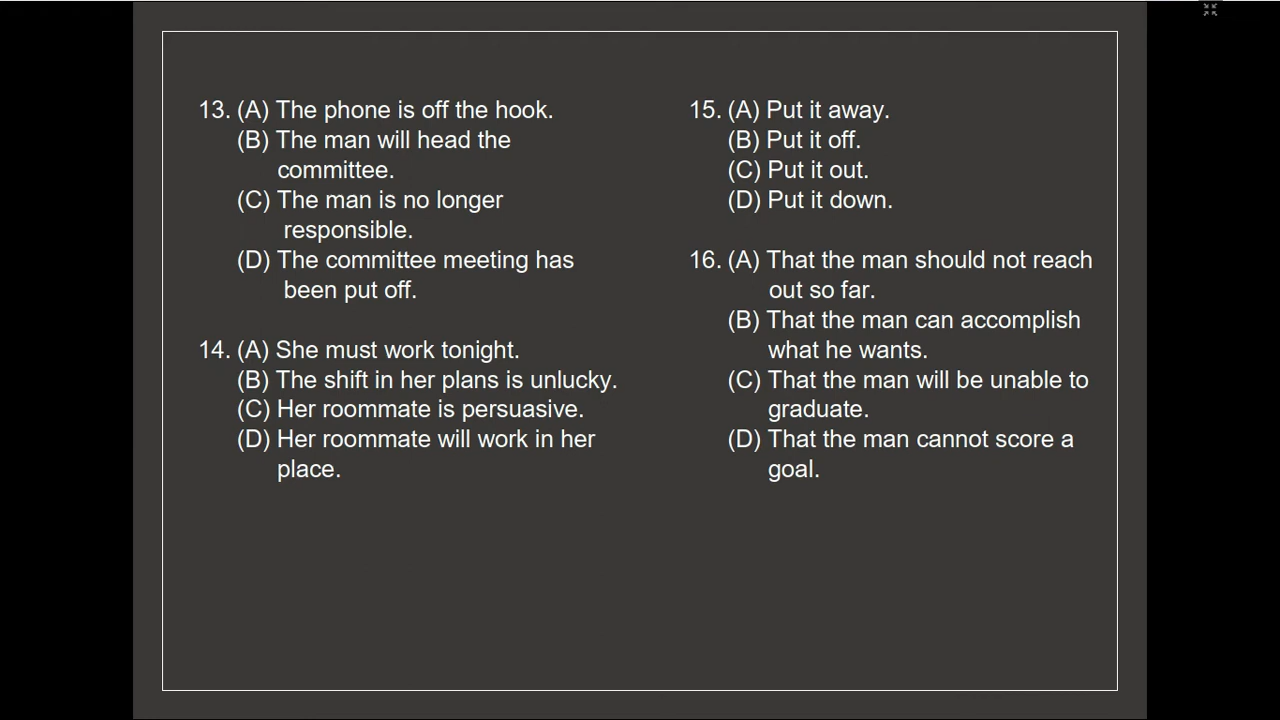 13. (A) The phone is off the hook.
(B) The man will head the
committee.
(C) The man is no longer
responsible.
(D) The committee meeting has
been put off.
14. (A) She must work tonight.
(B) The shift in her plans is unlucky.
(C) Her roommate is persuasive.
(D) Her roommate will work in her
place.
15. (A) Put it away.
(B) Put it off.
(C) Put it out.
(D) Put it down.
16. (A) That the man should not reach
out so far.
(B) That the man can accomplish
what he wants.
(C) That the man will be unable to
graduate.
(D) That the man cannot score a
goal.